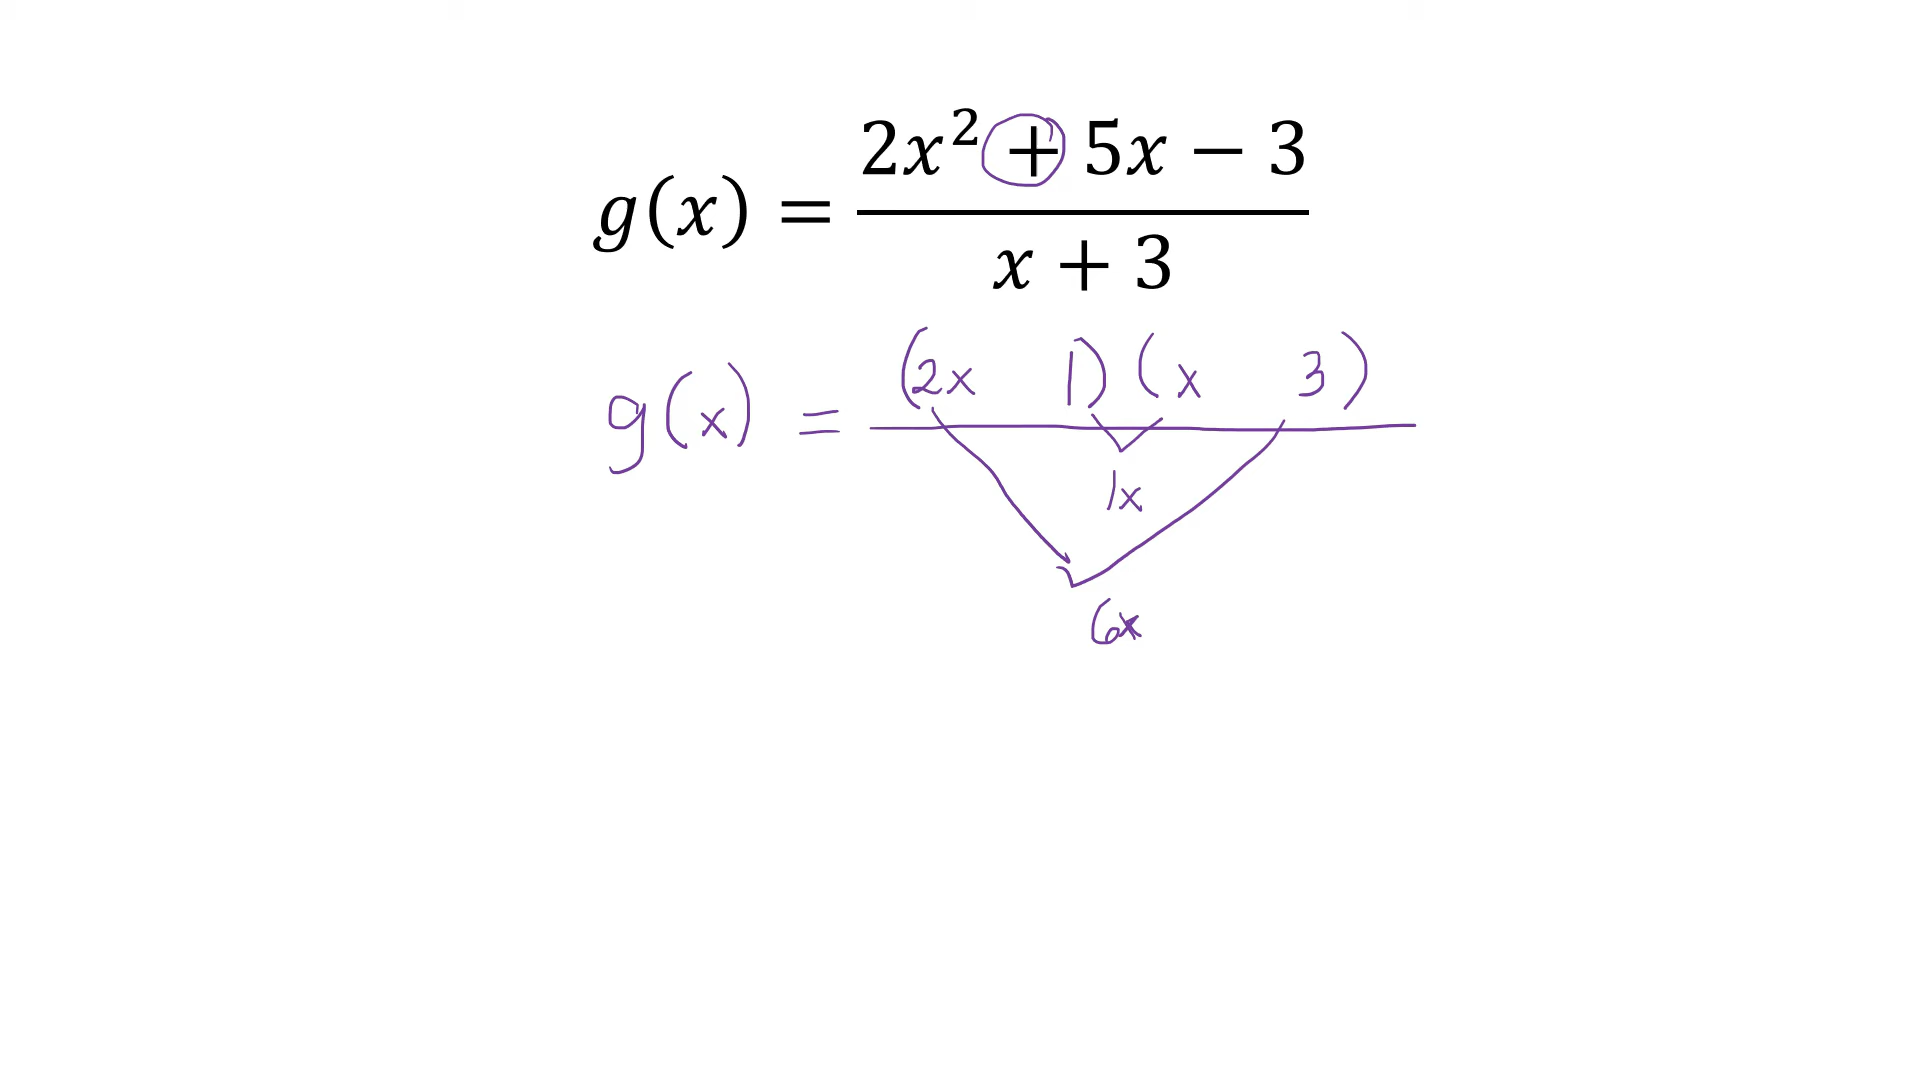 g(x) = (2x² + 5x − 3)/(x + 3)
g(x) = (2x 1)(x 3)
1x
6x